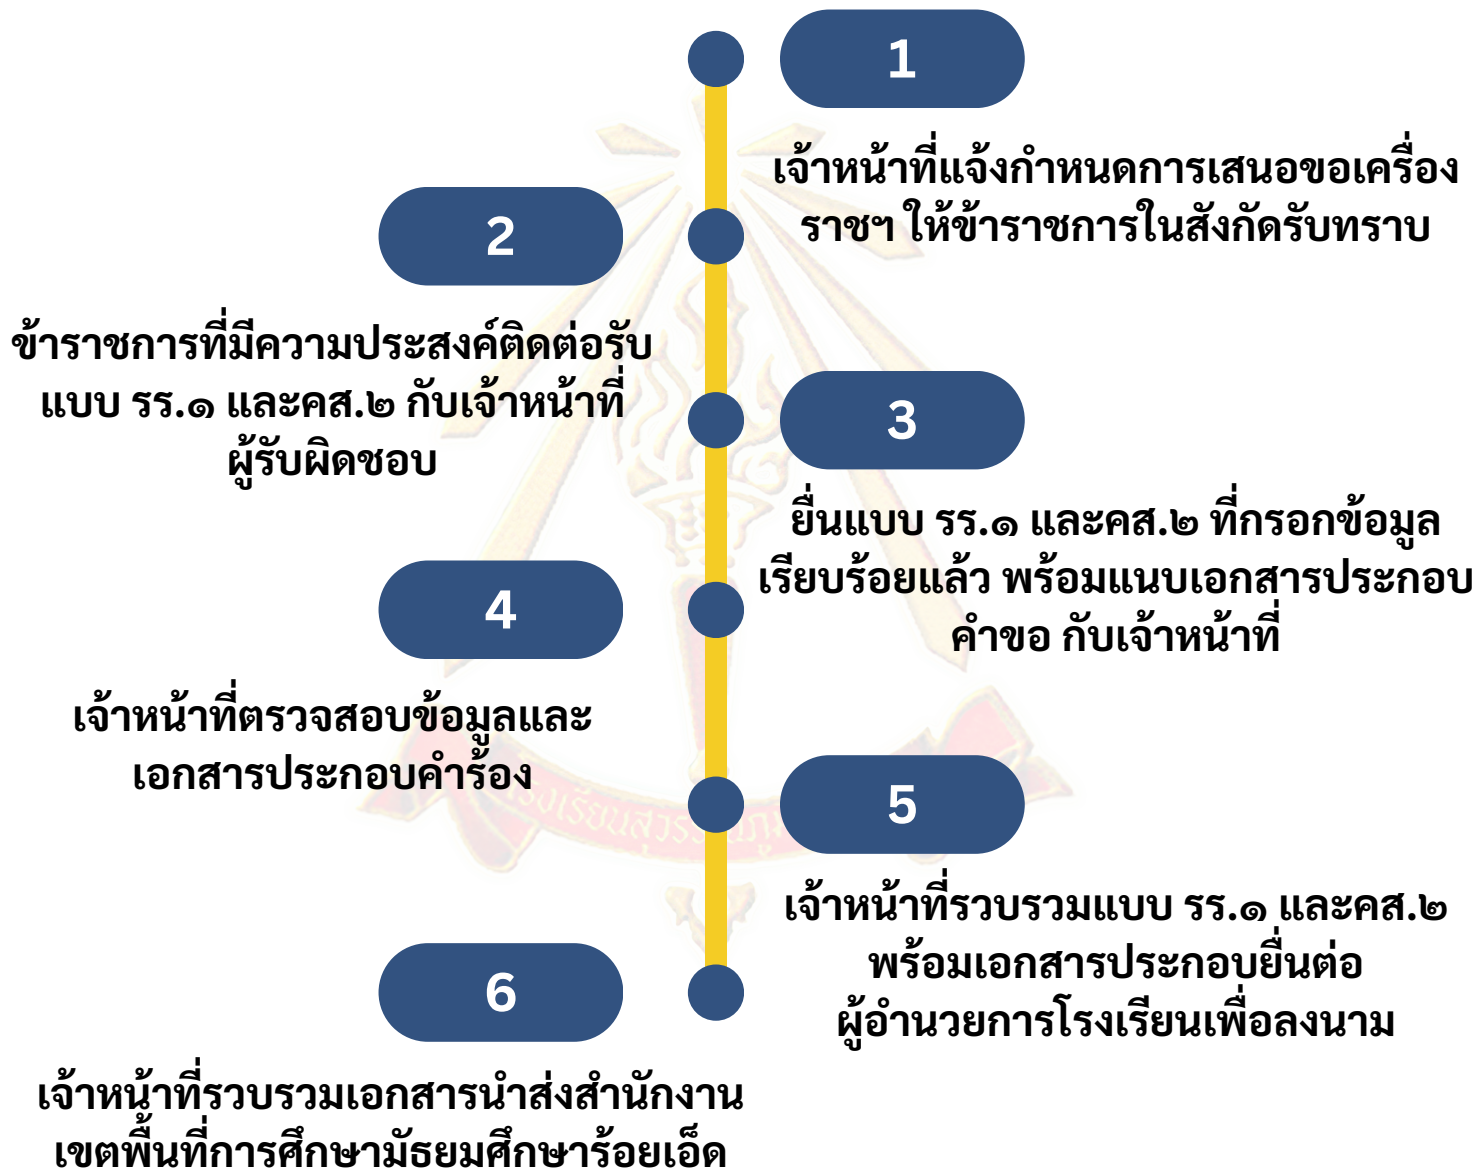 1
เจ้าหน้าที่แจ้งกำหนดการเสนอขอเครื่อง
ราชฯ ให้ข้าราชการในสังกัดรับทราบ
2
ข้าราชการที่มีความประสงค์ติดต่อรับ
แบบ รร.๑ และคส.๒ กับเจ้าหน้าที่
ผู้รับผิดชอบ
3
ยื่นแบบ รร.๑ และคส.๒ ที่กรอกข้อมูล
เรียบร้อยแล้ว พร้อมแนบเอกสารประกอบ
คำขอ กับเจ้าหน้าที่
4
เจ้าหน้าที่ตรวจสอบข้อมูลและ
เอกสารประกอบคำร้อง
5
เจ้าหน้าที่รวบรวมแบบ รร.๑ และคส.๒
พร้อมเอกสารประกอบยื่นต่อ
ผู้อำนวยการโรงเรียนเพื่อลงนาม
6
เจ้าหน้าที่รวบรวมเอกสารนำส่งสำนักงาน
เขตพื้นที่การศึกษามัธยมศึกษาร้อยเอ็ด